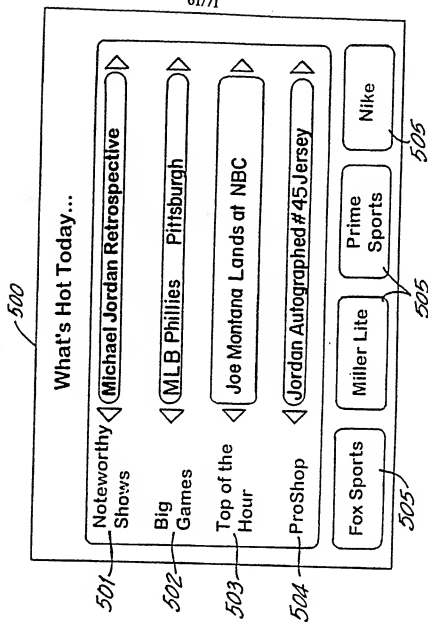 61/71
500
What's Hot Today...
501
Noteworthy Shows
Michael Jordan Retrospective
502
Big Games
MLB Phillies Pittsburgh
503
Top of the Hour
Joe Montana Lands at NBC
504
ProShop
Jordan Autographed #45 Jersey
Fox Sports
Miller Lite
Prime Sports
Nike
505
505
505